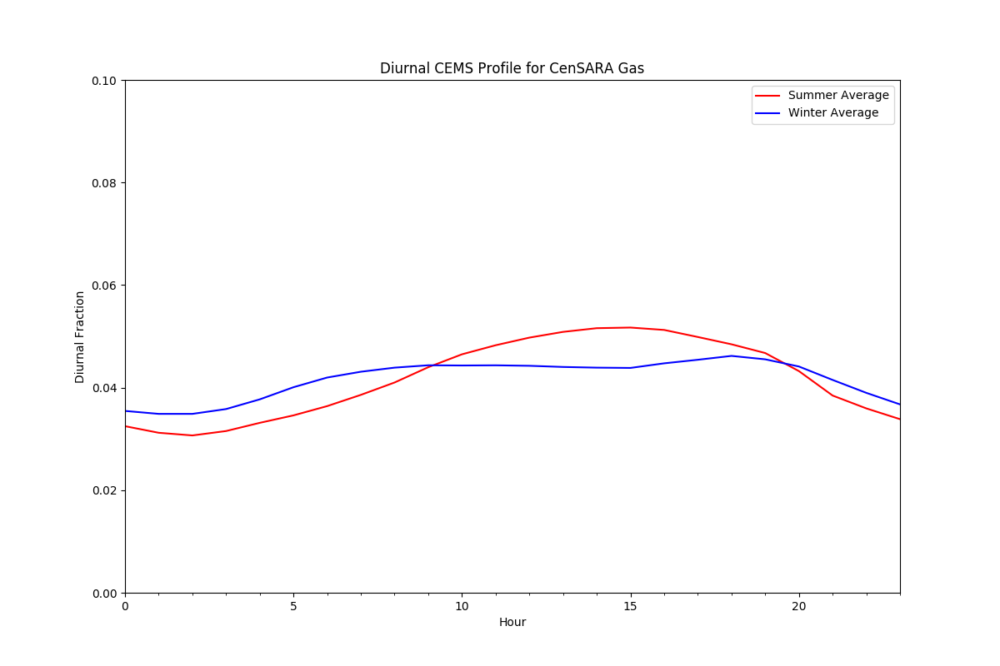 Diurnal CEMS Profile for CenSARA Gas
Summer Average
Winter Average
0.10
0.08
0.06
0.04
0.02
0.00
Diurnal Fraction
0 5 10 15 20
Hour